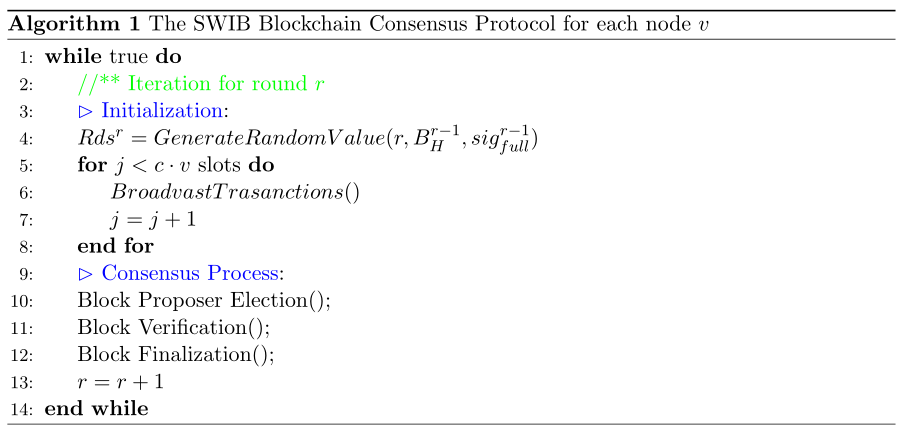 Algorithm 1 The SWIB Blockchain Consensus Protocol for each node v
1: while true do
2: //** Iteration for round r
3: ▷ Initialization:
4: Rds^r = GenerateRandomValue(r, B_H^{r−1}, sig_{full}^{r−1})
5: for j < c · v slots do
6: BroadvastTrasanctions()
7: j = j + 1
8: end for
9: ▷ Consensus Process:
10: Block Proposer Election();
11: Block Verification();
12: Block Finalization();
13: r = r + 1
14: end while